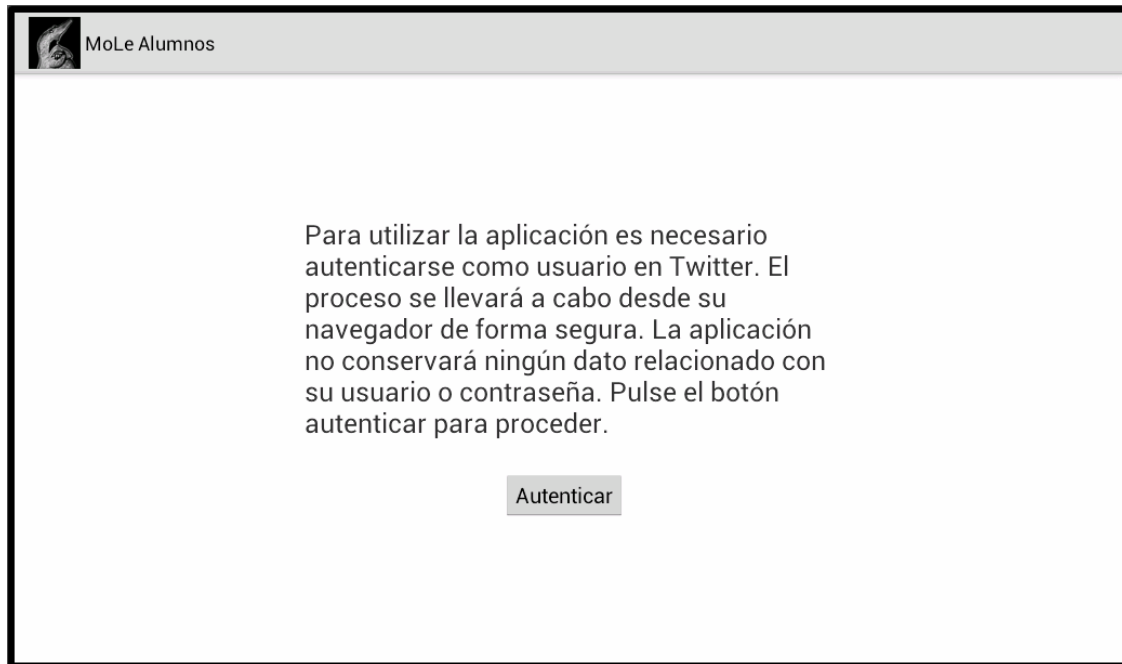 MoLe Alumnos
Para utilizar la aplicación es necesario
autenticarse como usuario en Twitter. El
proceso se llevará a cabo desde su
navegador de forma segura. La aplicación
no conservará ningún dato relacionado con
su usuario o contraseña. Pulse el botón
autenticar para proceder.
Autenticar